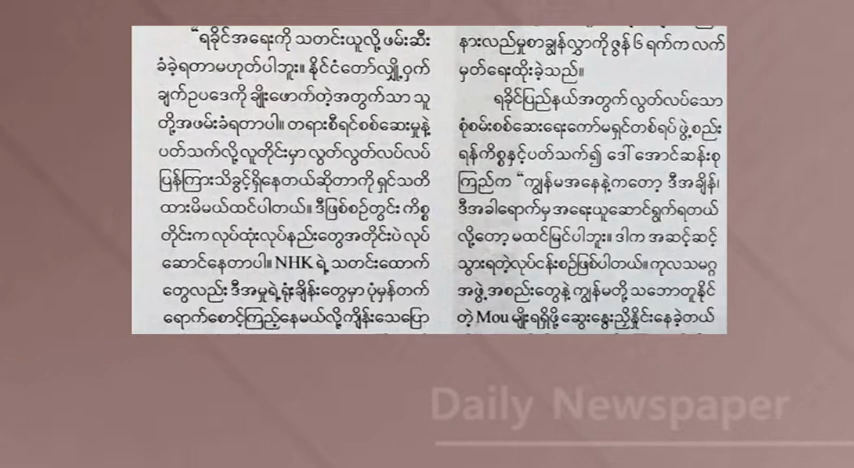 “ရခိုင်အရေးကို သတင်းယူလို့ ဖမ်းဆီး
ခံခဲ့ရတာမဟုတ်ပါဘူး။ နိုင်ငံတော်လျှို့ဝှက်
ချက်ဥပဒေကို ချိုးဖောက်တဲ့အတွက်သာ သူ
တို့အဖမ်းခံရတာပါ။ တရားစီရင်စစ်ဆေးမှုနဲ့
ပတ်သက်လို့ လူတိုင်းမှာ လွတ်လွတ်လပ်လပ်
ပြန်ကြားသိခွင့်ရှိနေတယ်ဆိုတာကို ရှင်သတိ
ထားမိမယ်ထင်ပါတယ်။ ဒီဖြစ်စဉ်တွင်း ကိစ္စ
တိုင်းက လုပ်ထုံးလုပ်နည်းတွေအတိုင်းပဲ လုပ်
ဆောင်နေတာပါ။ NHK ရဲ့ သတင်းထောက်
တွေလည်း ဒီအမှုရဲ့ရုံးချိန်းတွေမှာ ပုံမှန်တက်
ရောက်စောင့်ကြည့်နေမယ်လို့ ကျိန်းသေပြော
နားလည်မှုစာချွန်လွှာကို ဇွန် ၆ ရက်က လက်
မှတ်ရေးထိုးခဲ့သည်။
ရခိုင်ပြည်နယ်အတွက် လွတ်လပ်သော
စုံစမ်းစစ်ဆေးရေးကော်မရှင်တစ်ရပ် ဖွဲ့စည်း
ရန်ကိစ္စနှင့်ပတ်သက်၍ ဒေါ်အောင်ဆန်းစု
ကြည်က “ကျွန်မအနေနဲ့ကတော့ ဒီအချိန်၊
ဒီအခါရောက်မှ အရေးယူဆောင်ရွက်ရတယ်
လို့တော့ မထင်မြင်ပါဘူး။ ဒါက အဆင့်ဆင့်
သွားရတဲ့လုပ်ငန်းစဉ်ဖြစ်ပါတယ်။ ကုလသမဂ္ဂ
အဖွဲ့အစည်းတွေနဲ့ ကျွန်မတို့ သဘောတူနိုင်
တဲ့ Mou မျိုးရရှိဖို့ ဆွေးနွေးညှိနှိုင်းနေခဲ့တယ်
Daily Newspaper